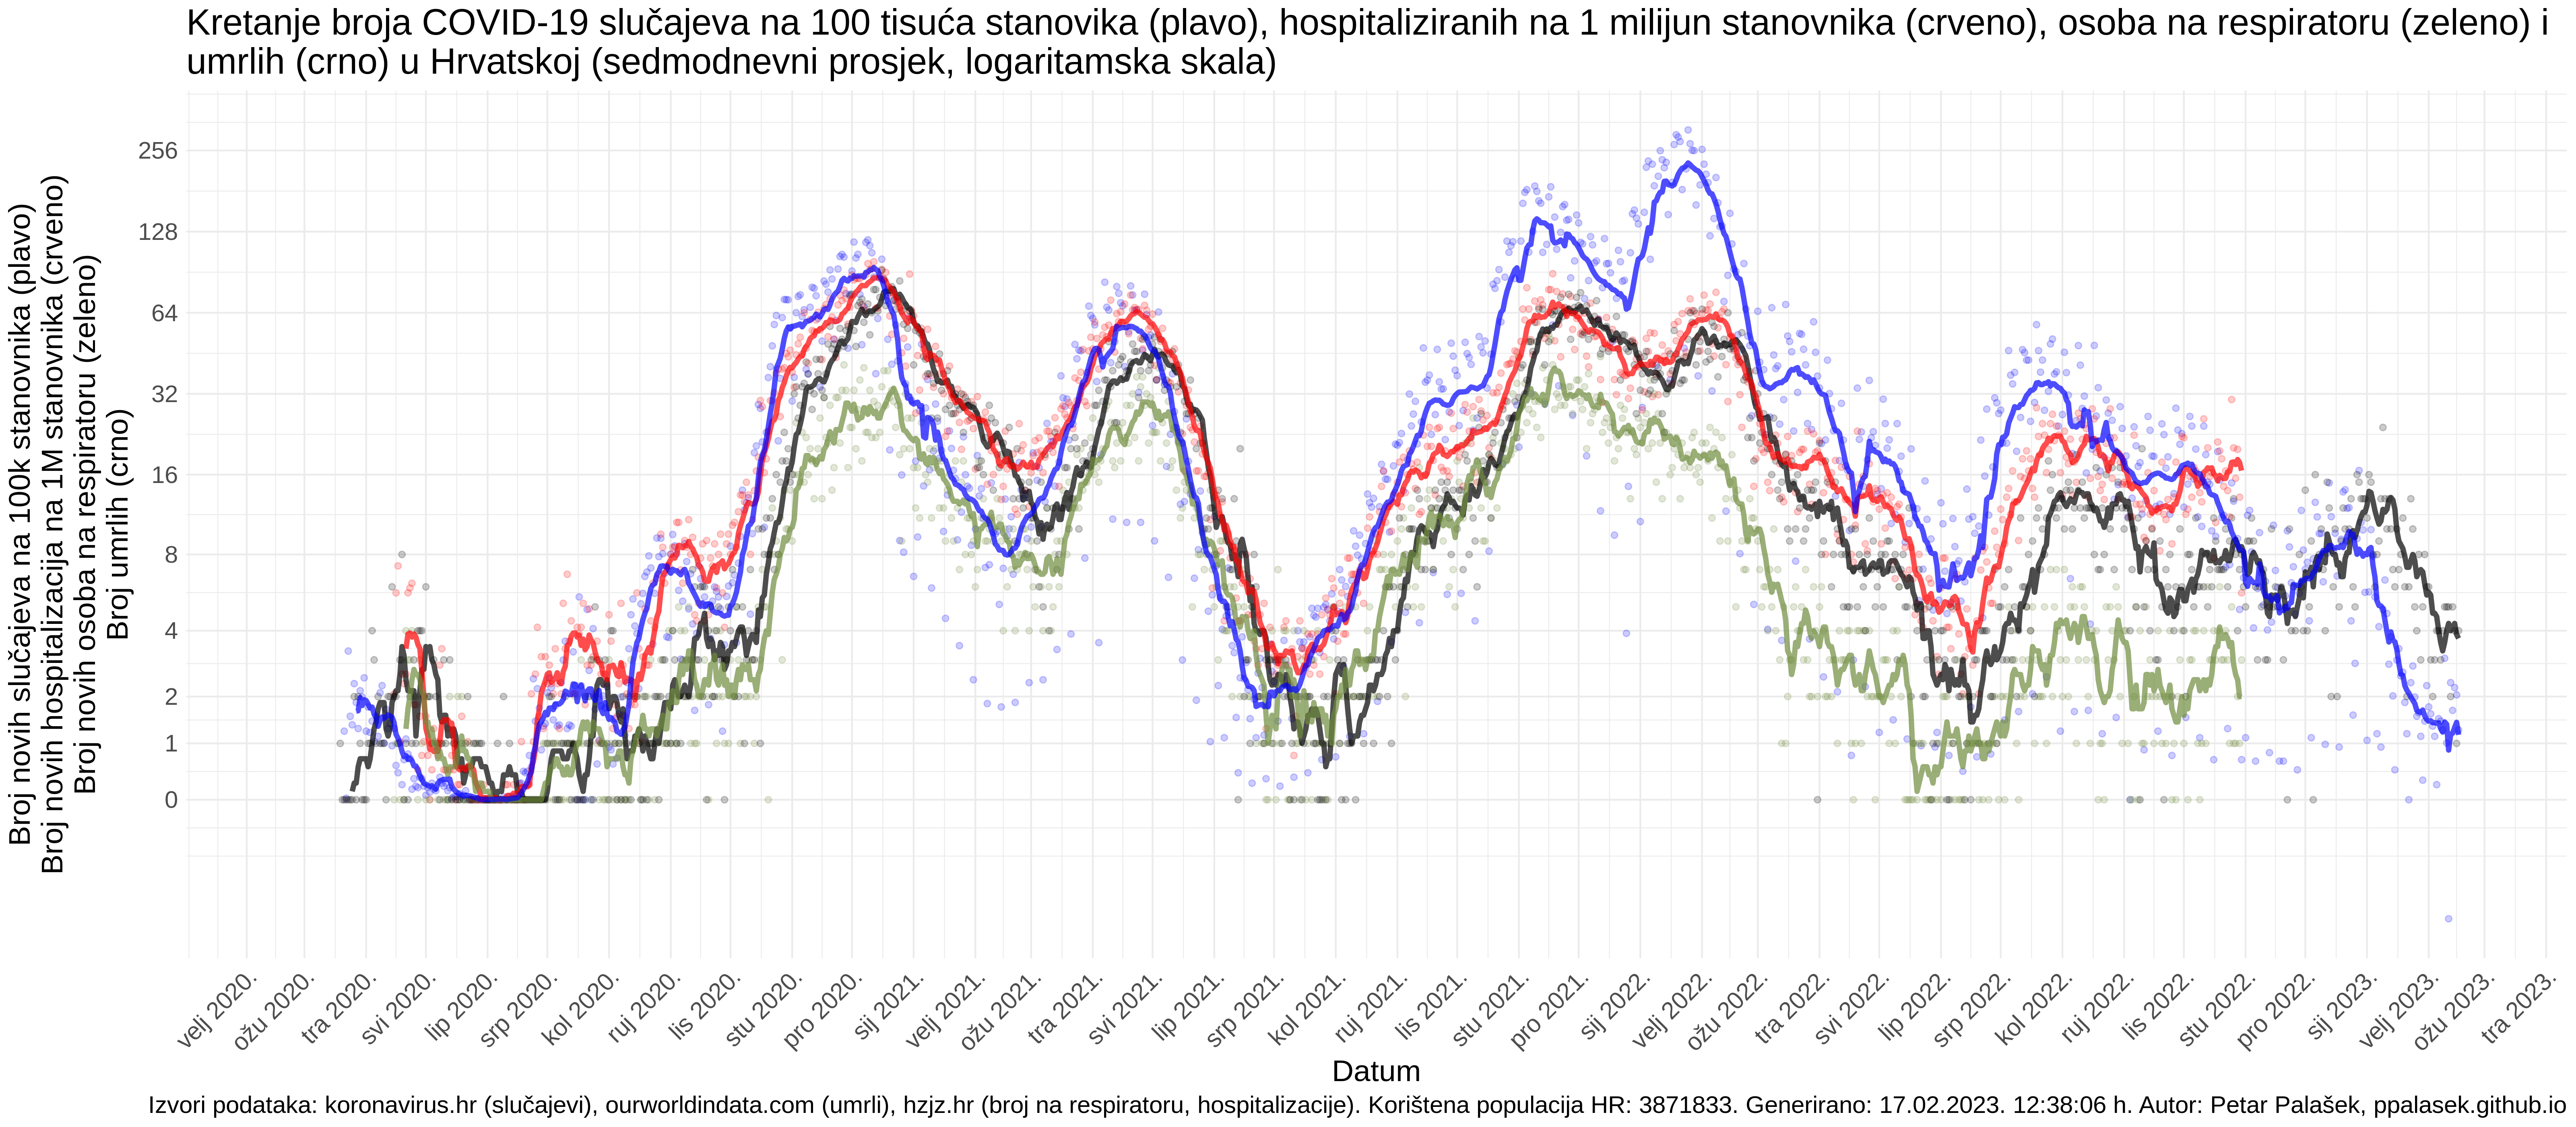 Kretanje broja COVID-19 slučajeva na 100 tisuća stanovika (plavo), hospitaliziranih na 1 milijun stanovnika (crveno), osoba na respiratoru (zeleno) i
umrlih (crno) u Hrvatskoj (sedmodnevni prosjek, logaritamska skala)
Broj novih slučajeva na 100k stanovnika (plavo)
Broj novih hospitalizacija na 1M stanovnika (crveno)
Broj novih osoba na respiratoru (zeleno)
Broj umrlih (crno)
256
128
64
32
16
8
4
2
1
0
velj 2020.
ožu 2020.
tra 2020.
svi 2020.
lip 2020.
srp 2020.
kol 2020.
ruj 2020.
lis 2020.
stu 2020.
pro 2020.
sij 2021.
velj 2021.
ožu 2021.
tra 2021.
svi 2021.
lip 2021.
srp 2021.
kol 2021.
ruj 2021.
lis 2021.
stu 2021.
pro 2021.
sij 2022.
velj 2022.
ožu 2022.
tra 2022.
svi 2022.
lip 2022.
srp 2022.
kol 2022.
ruj 2022.
lis 2022.
stu 2022.
pro 2022.
sij 2023.
velj 2023.
ožu 2023.
tra 2023.
Datum
Izvori podataka: koronavirus.hr (slučajevi), ourworldindata.com (umrli), hzjz.hr (broj na respiratoru, hospitalizacije). Korištena populacija HR: 3871833. Generirano: 17.02.2023. 12:38:06 h. Autor: Petar Palašek, ppalasek.github.io